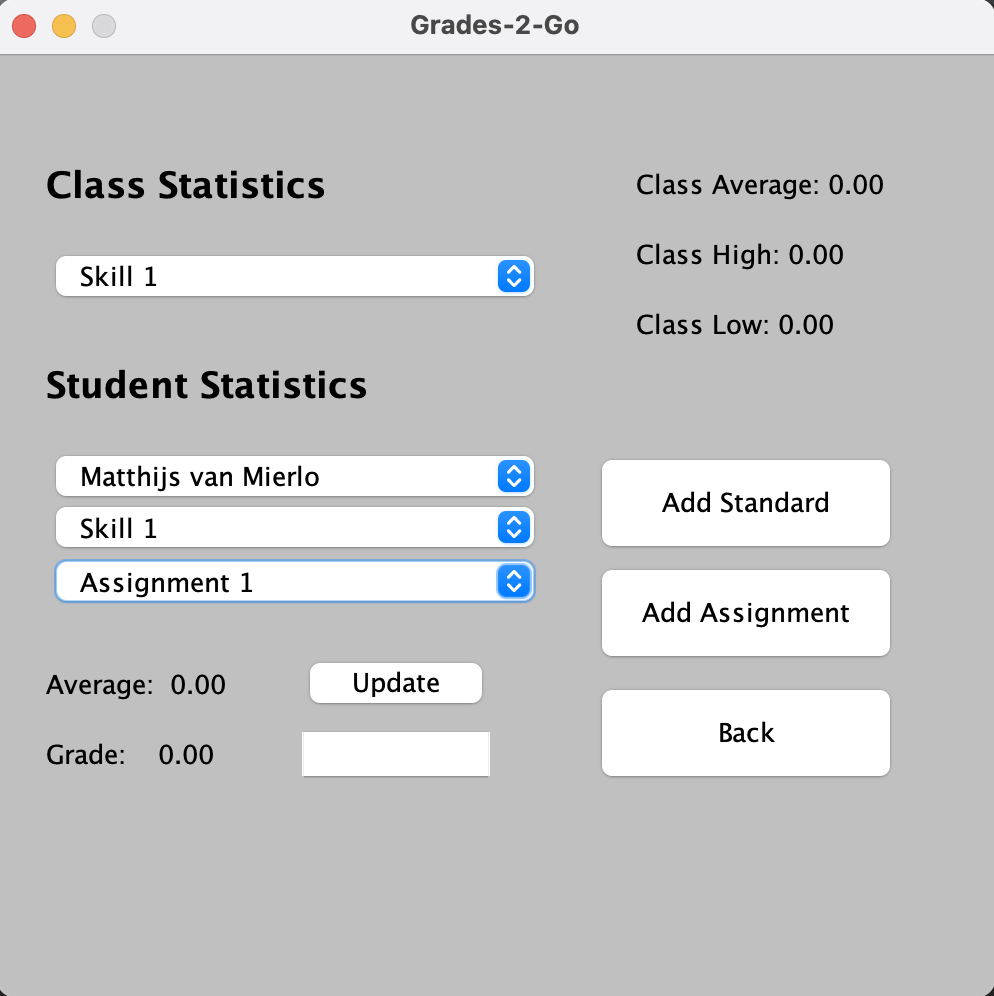 Grades-2-Go
Class Statistics
Class Average: 0.00
Skill 1
Class High: 0.00
Class Low: 0.00
Student Statistics
Matthijs van Mierlo
Skill 1
Assignment 1
Add Standard
Add Assignment
Average: 0.00
Update
Grade: 0.00
Back